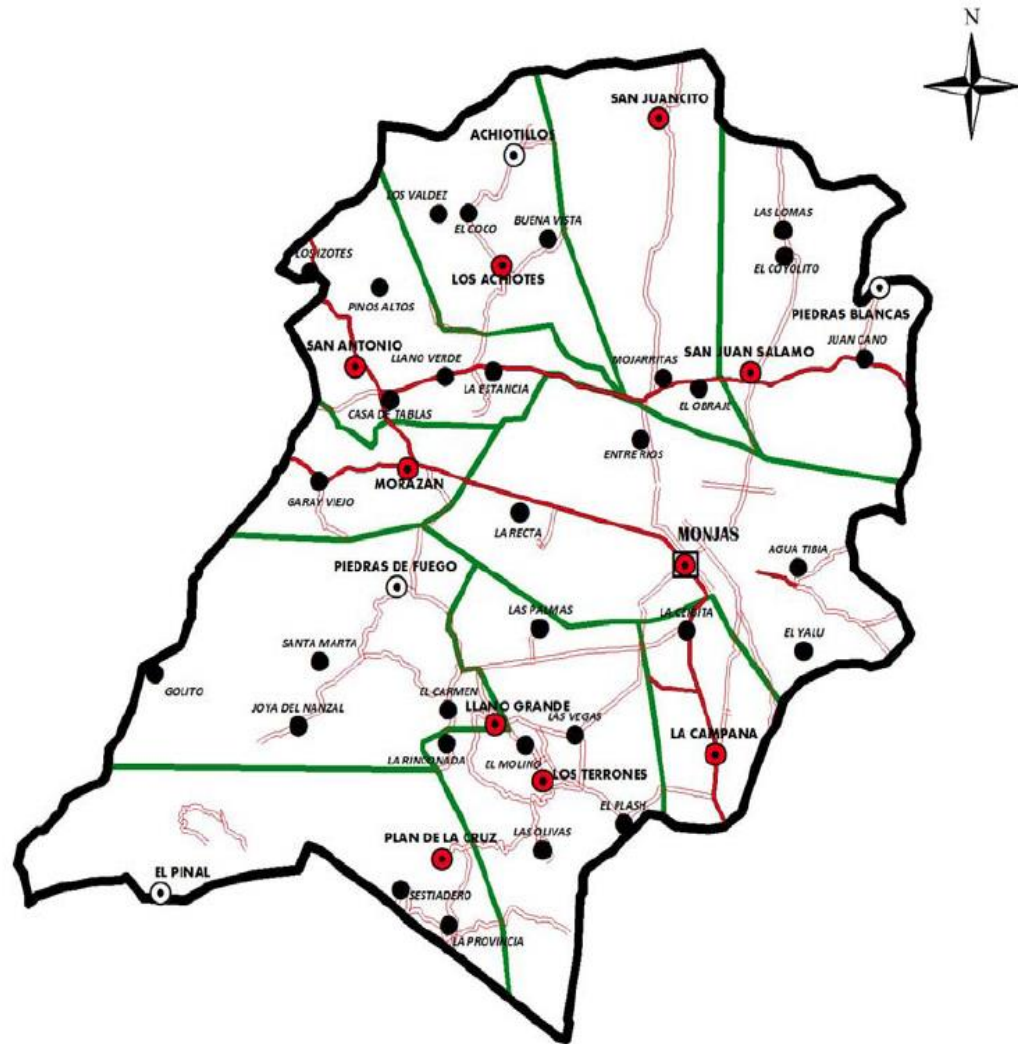 N
SAN JUANCITO
ACHIOTILLOS
LOS VALDEZ
EL COCO
BUENA VISTA
LAS LOMAS
EL COYOLITO
LOS IZOTES
LOS ACHIOTES
PINOS ALTOS
PIEDRAS BLANCAS
JUAN CANO
SAN ANTONIO
LLANO VERDE
LA ESTANCIA
MOJARRITAS
SAN JUAN SALAMO
CASA DE TABLAS
EL OBRAJE
ENTRE RIOS
MORAZAN
GARAY VIEJO
LA RECTA
MONJAS
AGUA TIBIA
PIEDRAS DE FUEGO
LAS PALMAS
LA CEIBITA
EL YALU
SANTA MARTA
GOLITO
JOYA DEL NANZAL
EL CARMEN
LLANO GRANDE
LAS VEGAS
LA CAMPANA
LA RINCONADA
EL MOLINO
LOS TERRONES
EL PLASH
PLAN DE LA CRUZ
LAS OLIVAS
EL PINAL
SESTIADERO
LA PROVINCIA